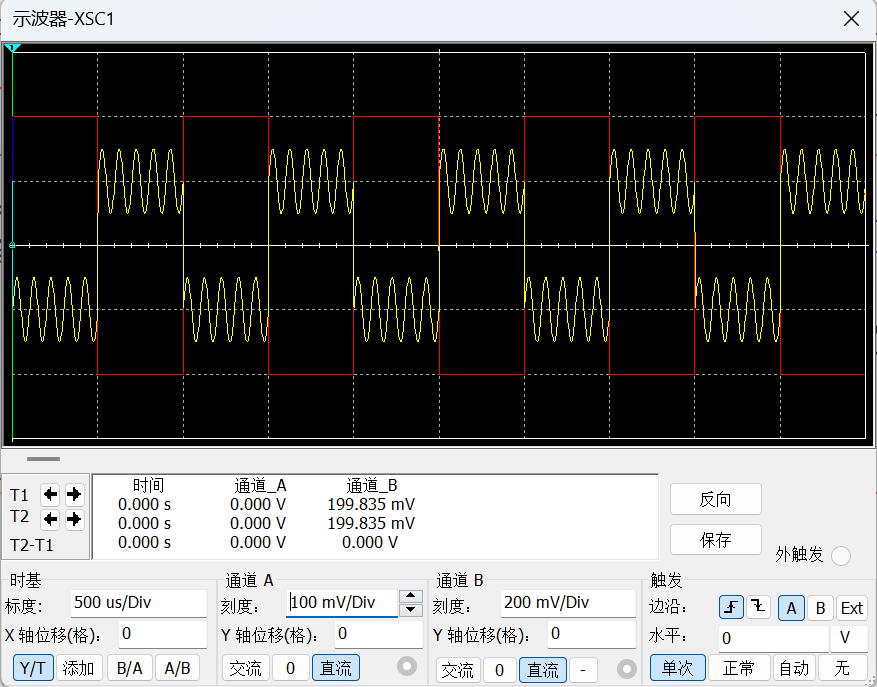 示波器-XSC1
1
T1
T2
T2-T1
时间 通道_A 通道_B
0.000 s 0.000 V 199.835 mV
0.000 s 0.000 V 199.835 mV
0.000 s 0.000 V 0.000 V
反向
保存
外触发
时基
标度: 500 us/Div
X 轴位移(格): 0
Y/T 添加 B/A A/B
通道 A
刻度: 100 mV/Div
Y 轴位移(格): 0
交流 0 直流
通道 B
刻度: 200 mV/Div
Y 轴位移(格): 0
交流 0 直流 -
触发
边沿: A B Ext
水平: 0 V
单次 正常 自动 无